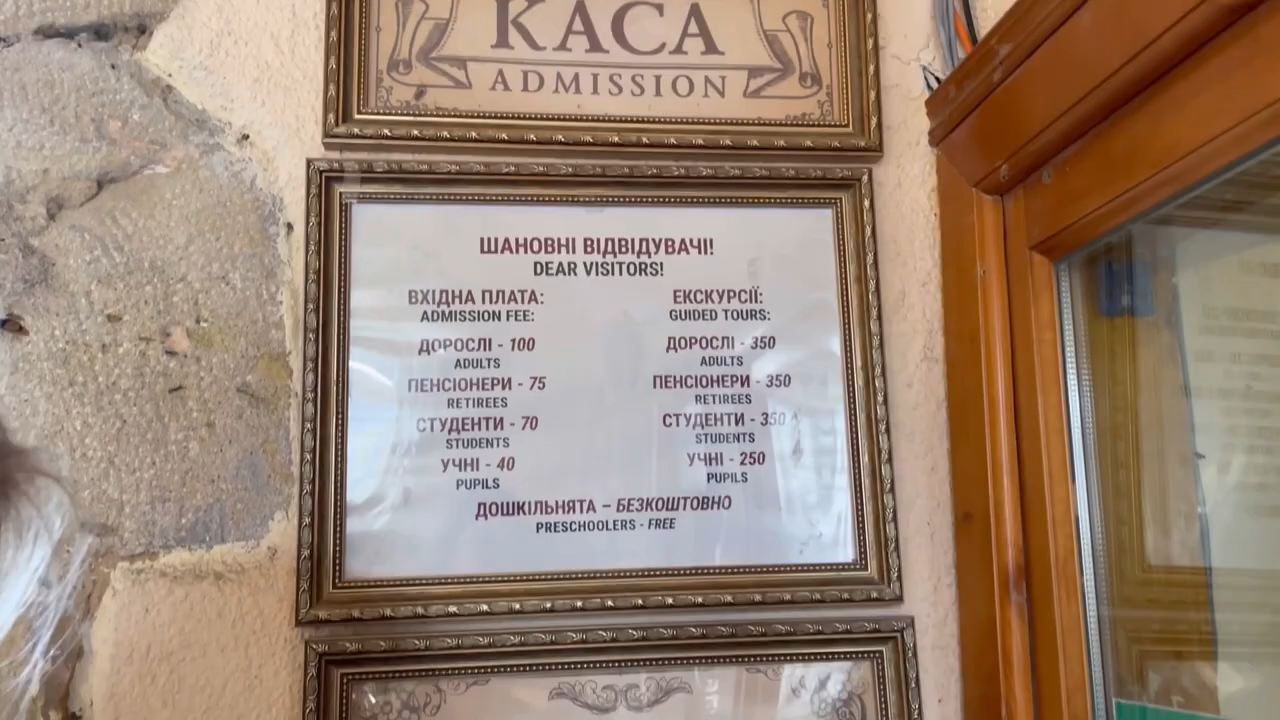 КАСА
ADMISSION
ШАНОВНІ ВІДВІДУВАЧІ!
DEAR VISITORS!
ВХІДНА ПЛАТА:
ADMISSION FEE:
ДОРОСЛІ - 100
ADULTS
ПЕНСІОНЕРИ - 75
RETIREES
СТУДЕНТИ - 70
STUDENTS
УЧНІ - 40
PUPILS
ЕКСКУРСІЇ:
GUIDED TOURS:
ДОРОСЛІ - 350
ADULTS
ПЕНСІОНЕРИ - 350
RETIREES
СТУДЕНТИ - 350
STUDENTS
УЧНІ - 250
PUPILS
ДОШКІЛЬНЯТА – БЕЗКОШТОВНО
PRESCHOOLERS - FREE